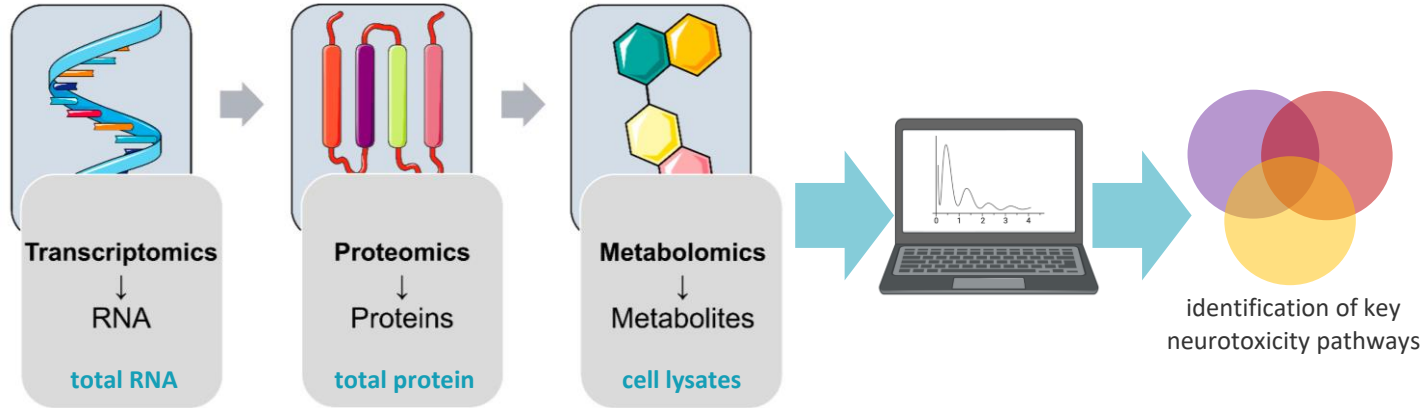 Transcriptomics
↓
RNA
total RNA
Proteomics
↓
Proteins
total protein
Metabolomics
↓
Metabolites
cell lysates
0 1 2 3 4
identification of key
neurotoxicity pathways